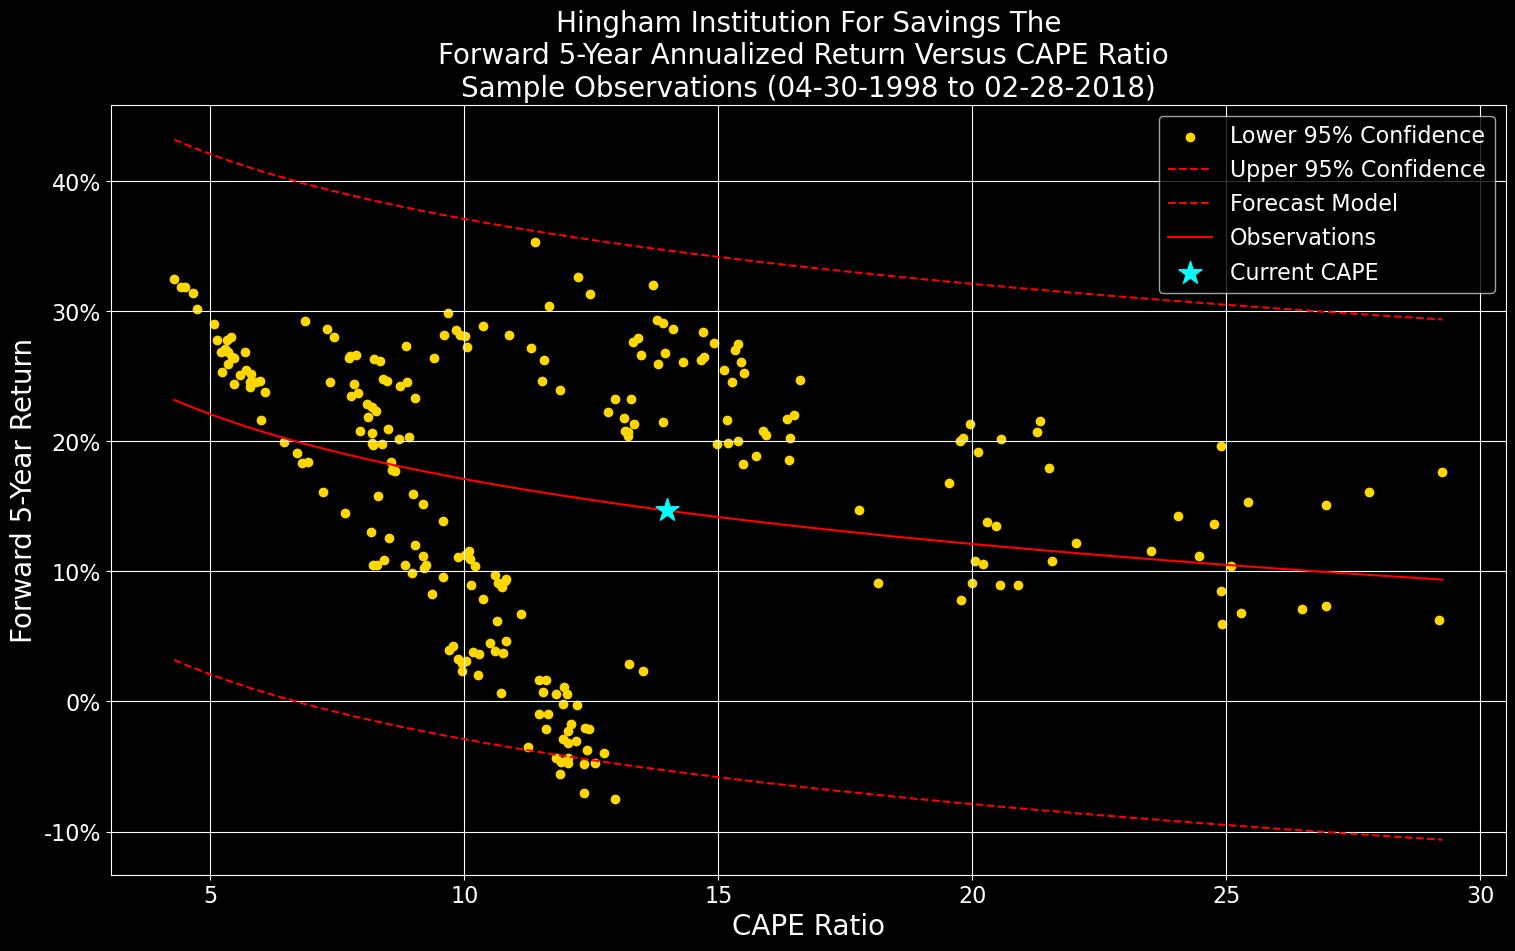 Hingham Institution For Savings The
Forward 5-Year Annualized Return Versus CAPE Ratio
Sample Observations (04-30-1998 to 02-28-2018)
Lower 95% Confidence
Upper 95% Confidence
Forecast Model
Observations
Current CAPE
Forward 5-Year Return
40%
30%
20%
10%
0%
-10%
5 10 15 20 25 30
CAPE Ratio